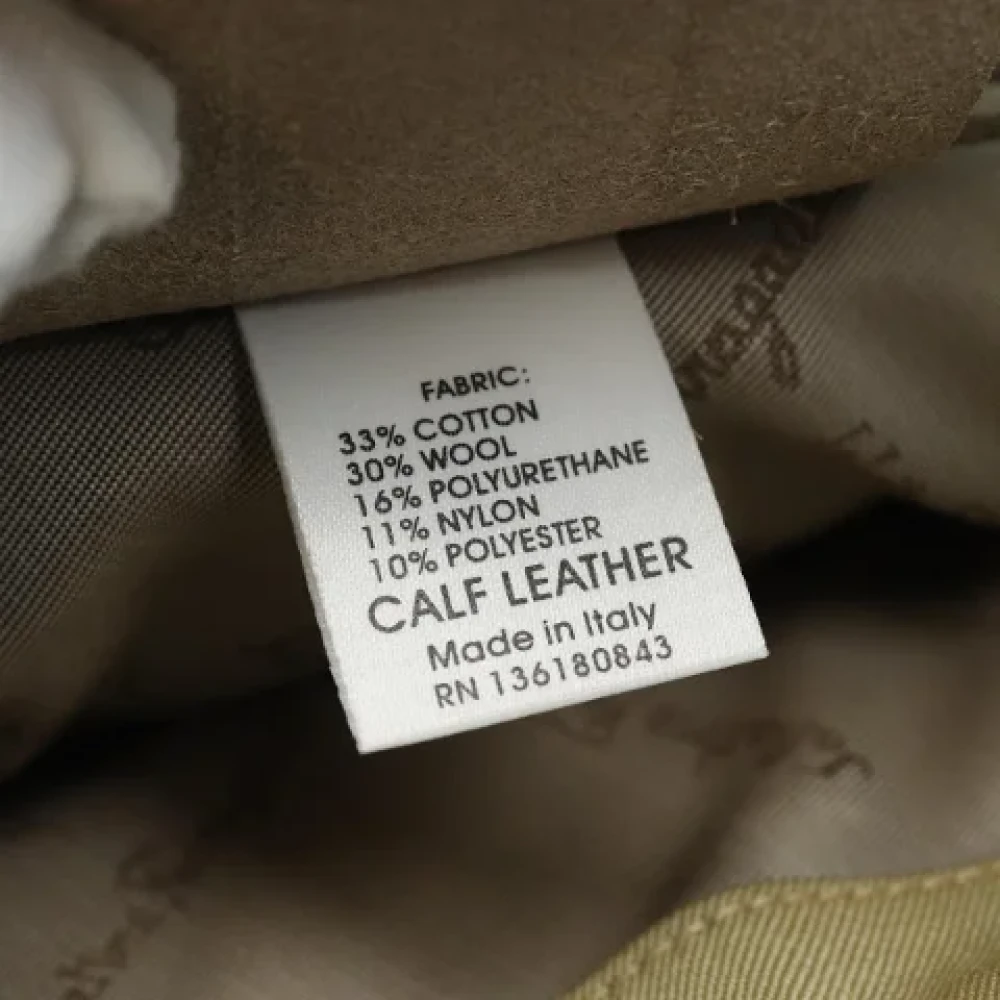 FABRIC:
33% COTTON
30% WOOL
16% POLYURETHANE
11% NYLON
10% POLYESTER
CALF LEATHER
Made in Italy
RN 136180843